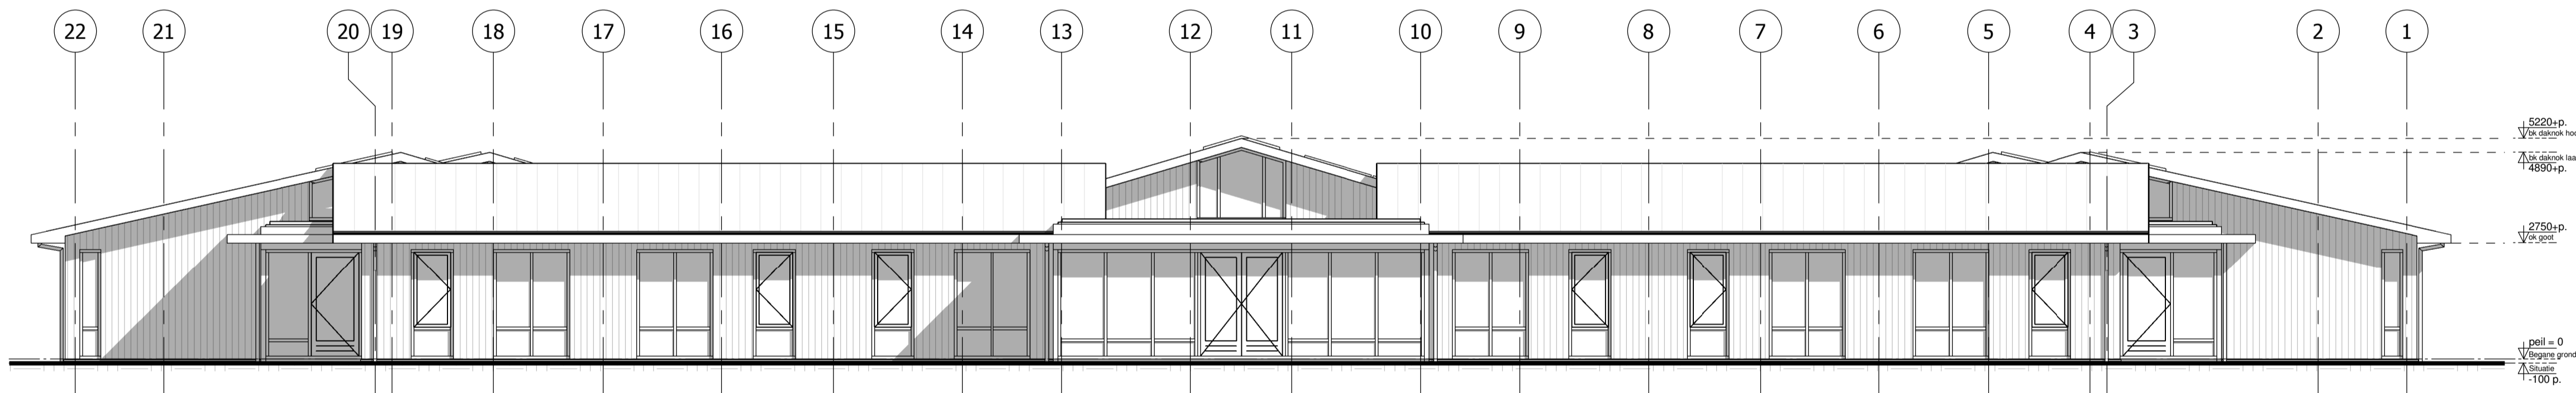 22 21 20 19 18 17 16 15 14 13 12 11 10 9 8 7 6 5 4 3 2 1
5220+p.
bk daknok hoo
bk daknok laa
4890+p.
2750+p.
ok goot
peil = 0
Begane grond
Situatie
-100 p.